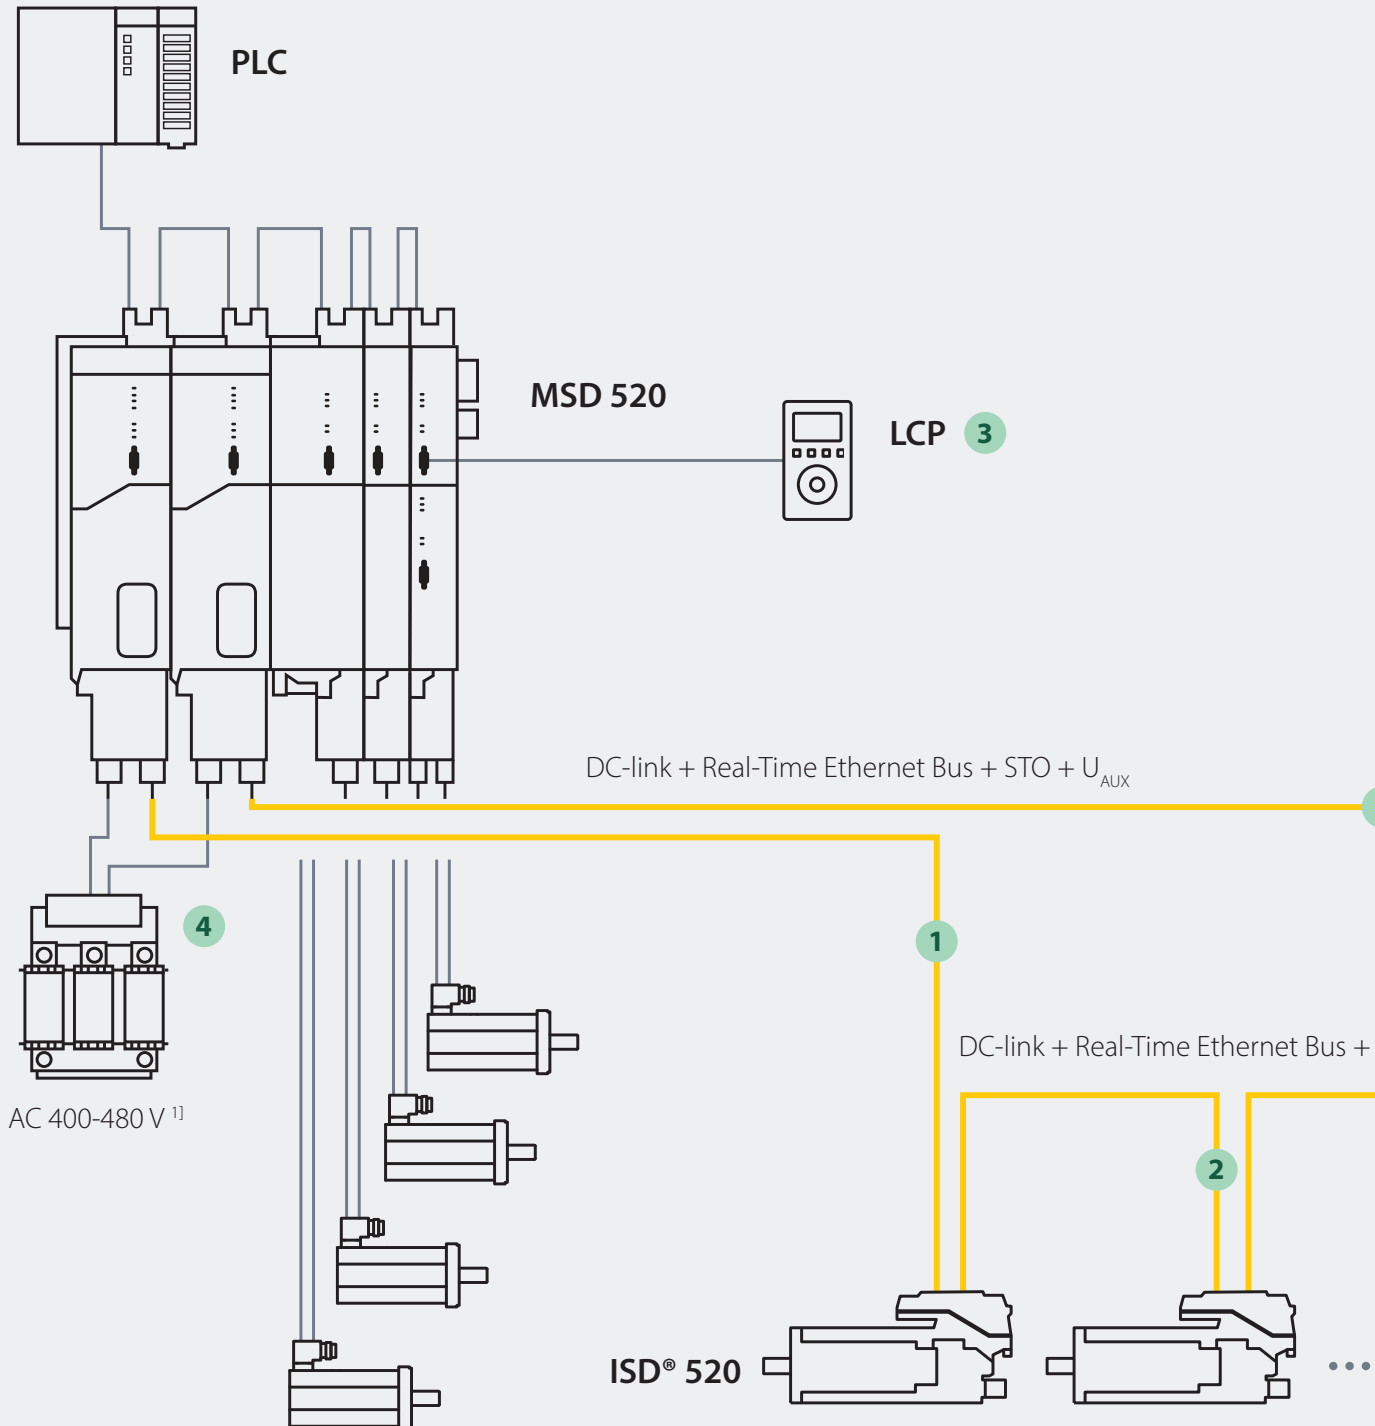 PLC
MSD 520
LCP 3
DC-link + Real-Time Ethernet Bus + STO + U_AUX
4
1
DC-link + Real-Time Ethernet Bus +
AC 400-480 V 1]
2
ISD® 520